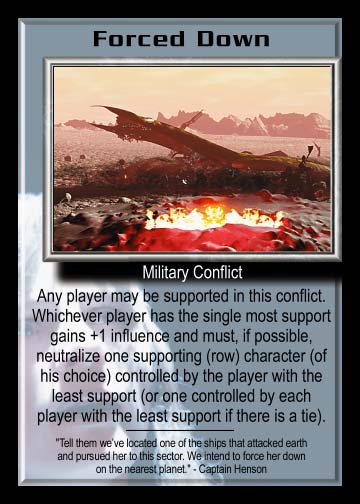 Forced Down
Military Conflict
Any player may be supported in this conflict.
Whichever player has the single most support
gains +1 influence and must, if possible,
neutralize one supporting (row) character (of
his choice) controlled by the player with the
least support (or one controlled by each
player with the least support if there is a tie).
"Tell them we've located one of the ships that attacked earth
and pursued her to this sector. We intend to force her down
on the nearest planet." - Captain Henson